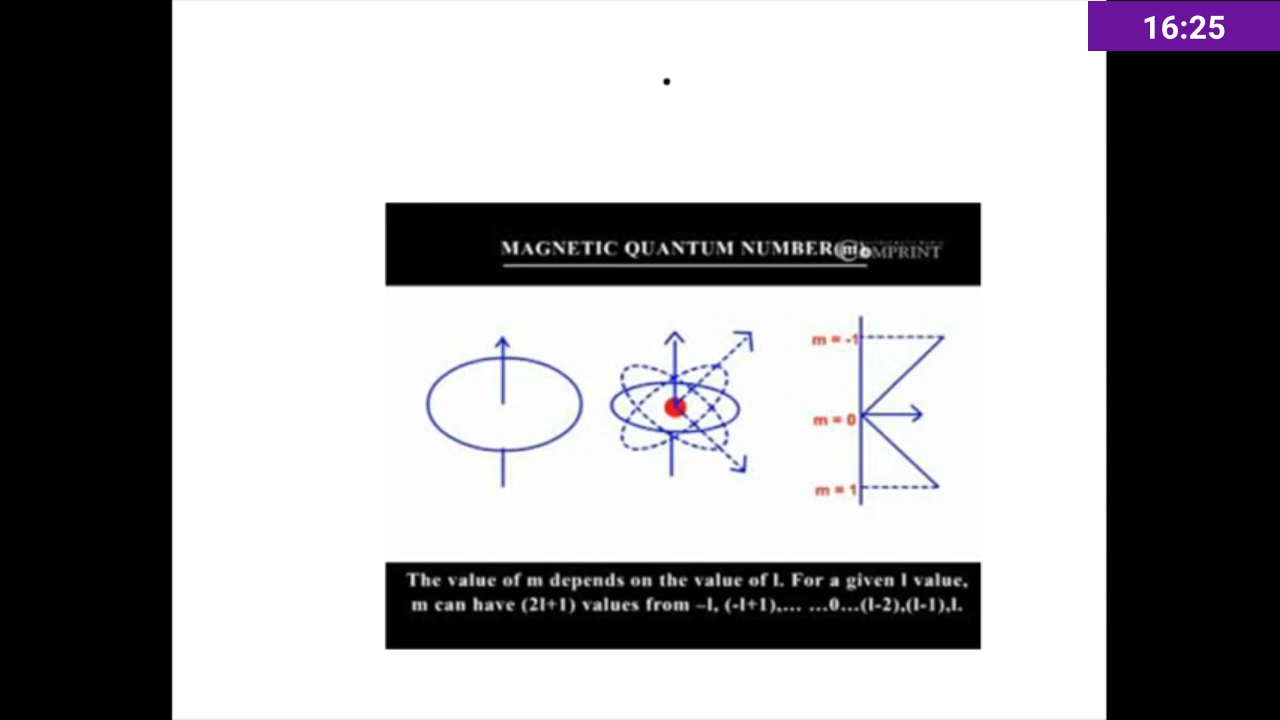 16:25
MAGNETIC QUANTUM NUMBER(m)
OMPRINT
m = -1
m = 0
m = 1
The value of m depends on the value of l. For a given l value,
m can have (2l+1) values from –l, (-l+1),... ...0...(l-2),(l-1),l.